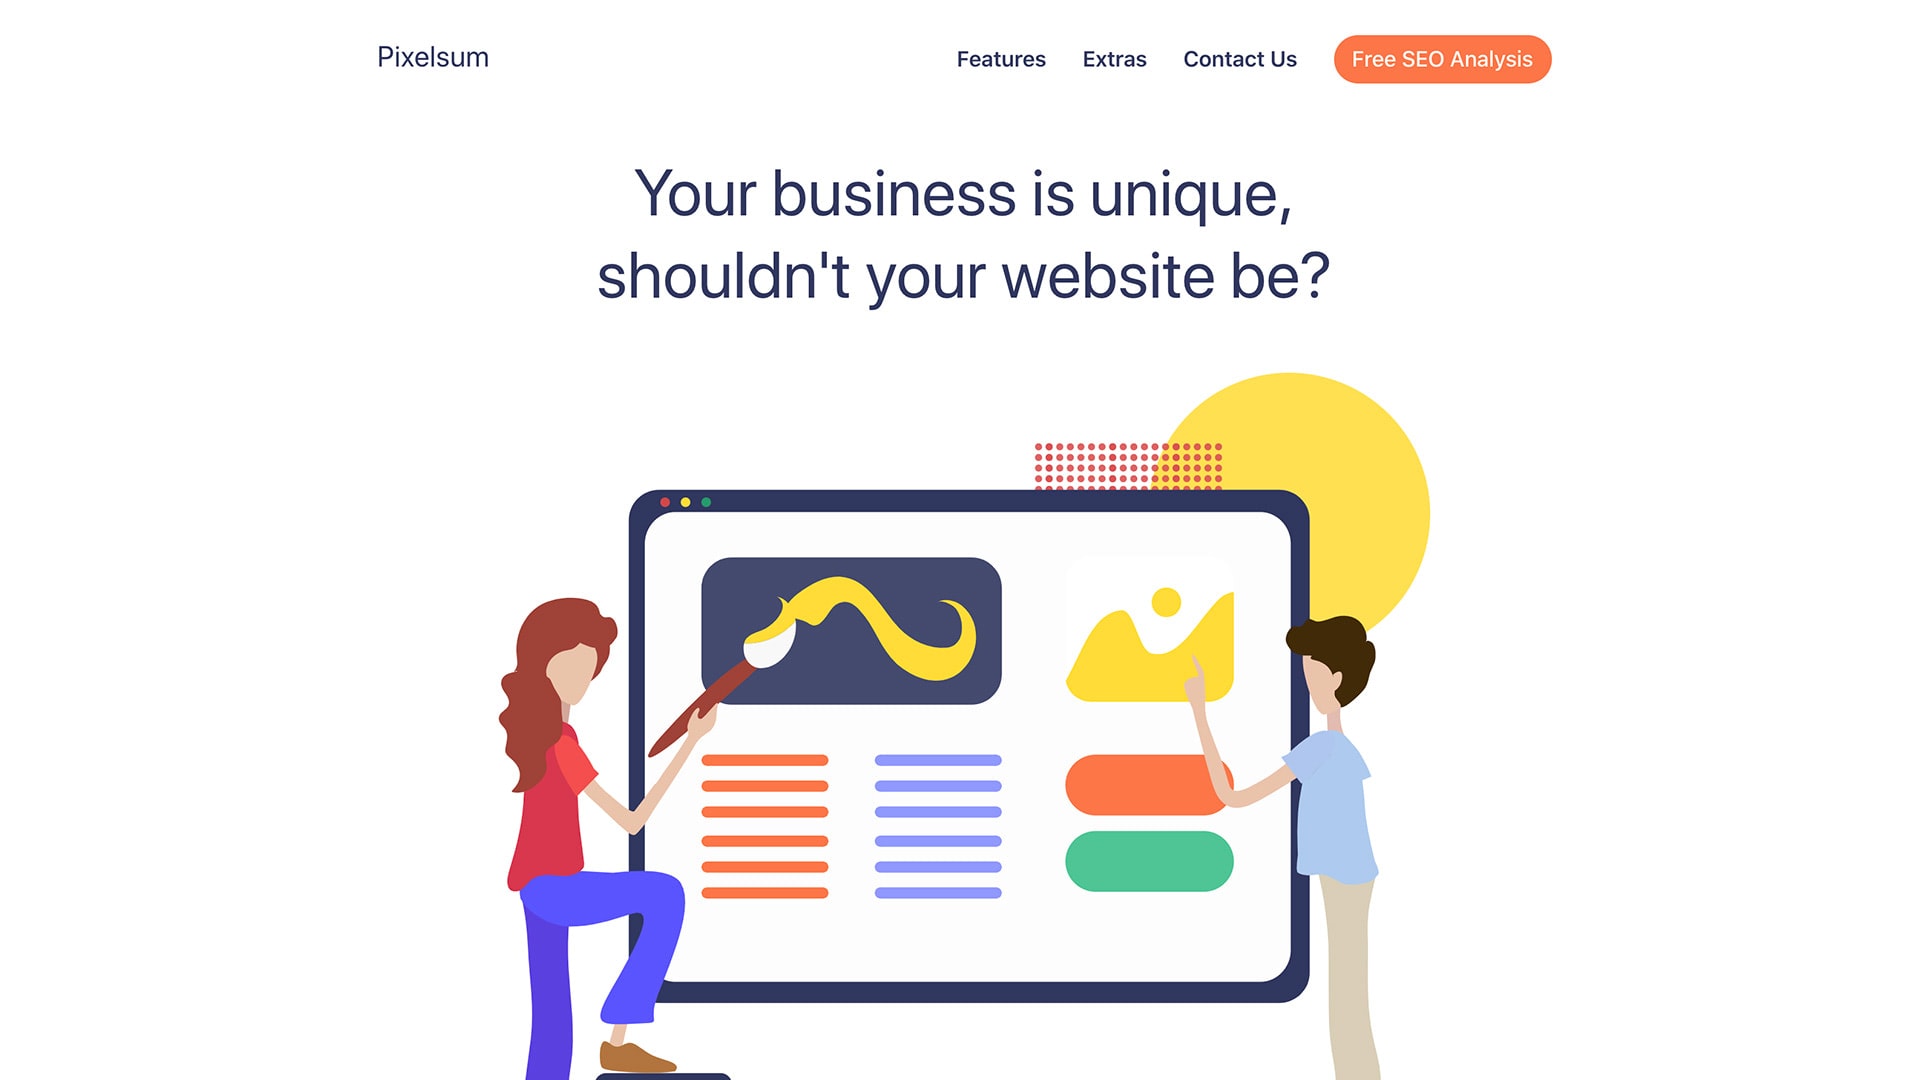 Pixelsum
Features
Extras
Contact Us
Free SEO Analysis
Your business is unique,
shouldn't your website be?